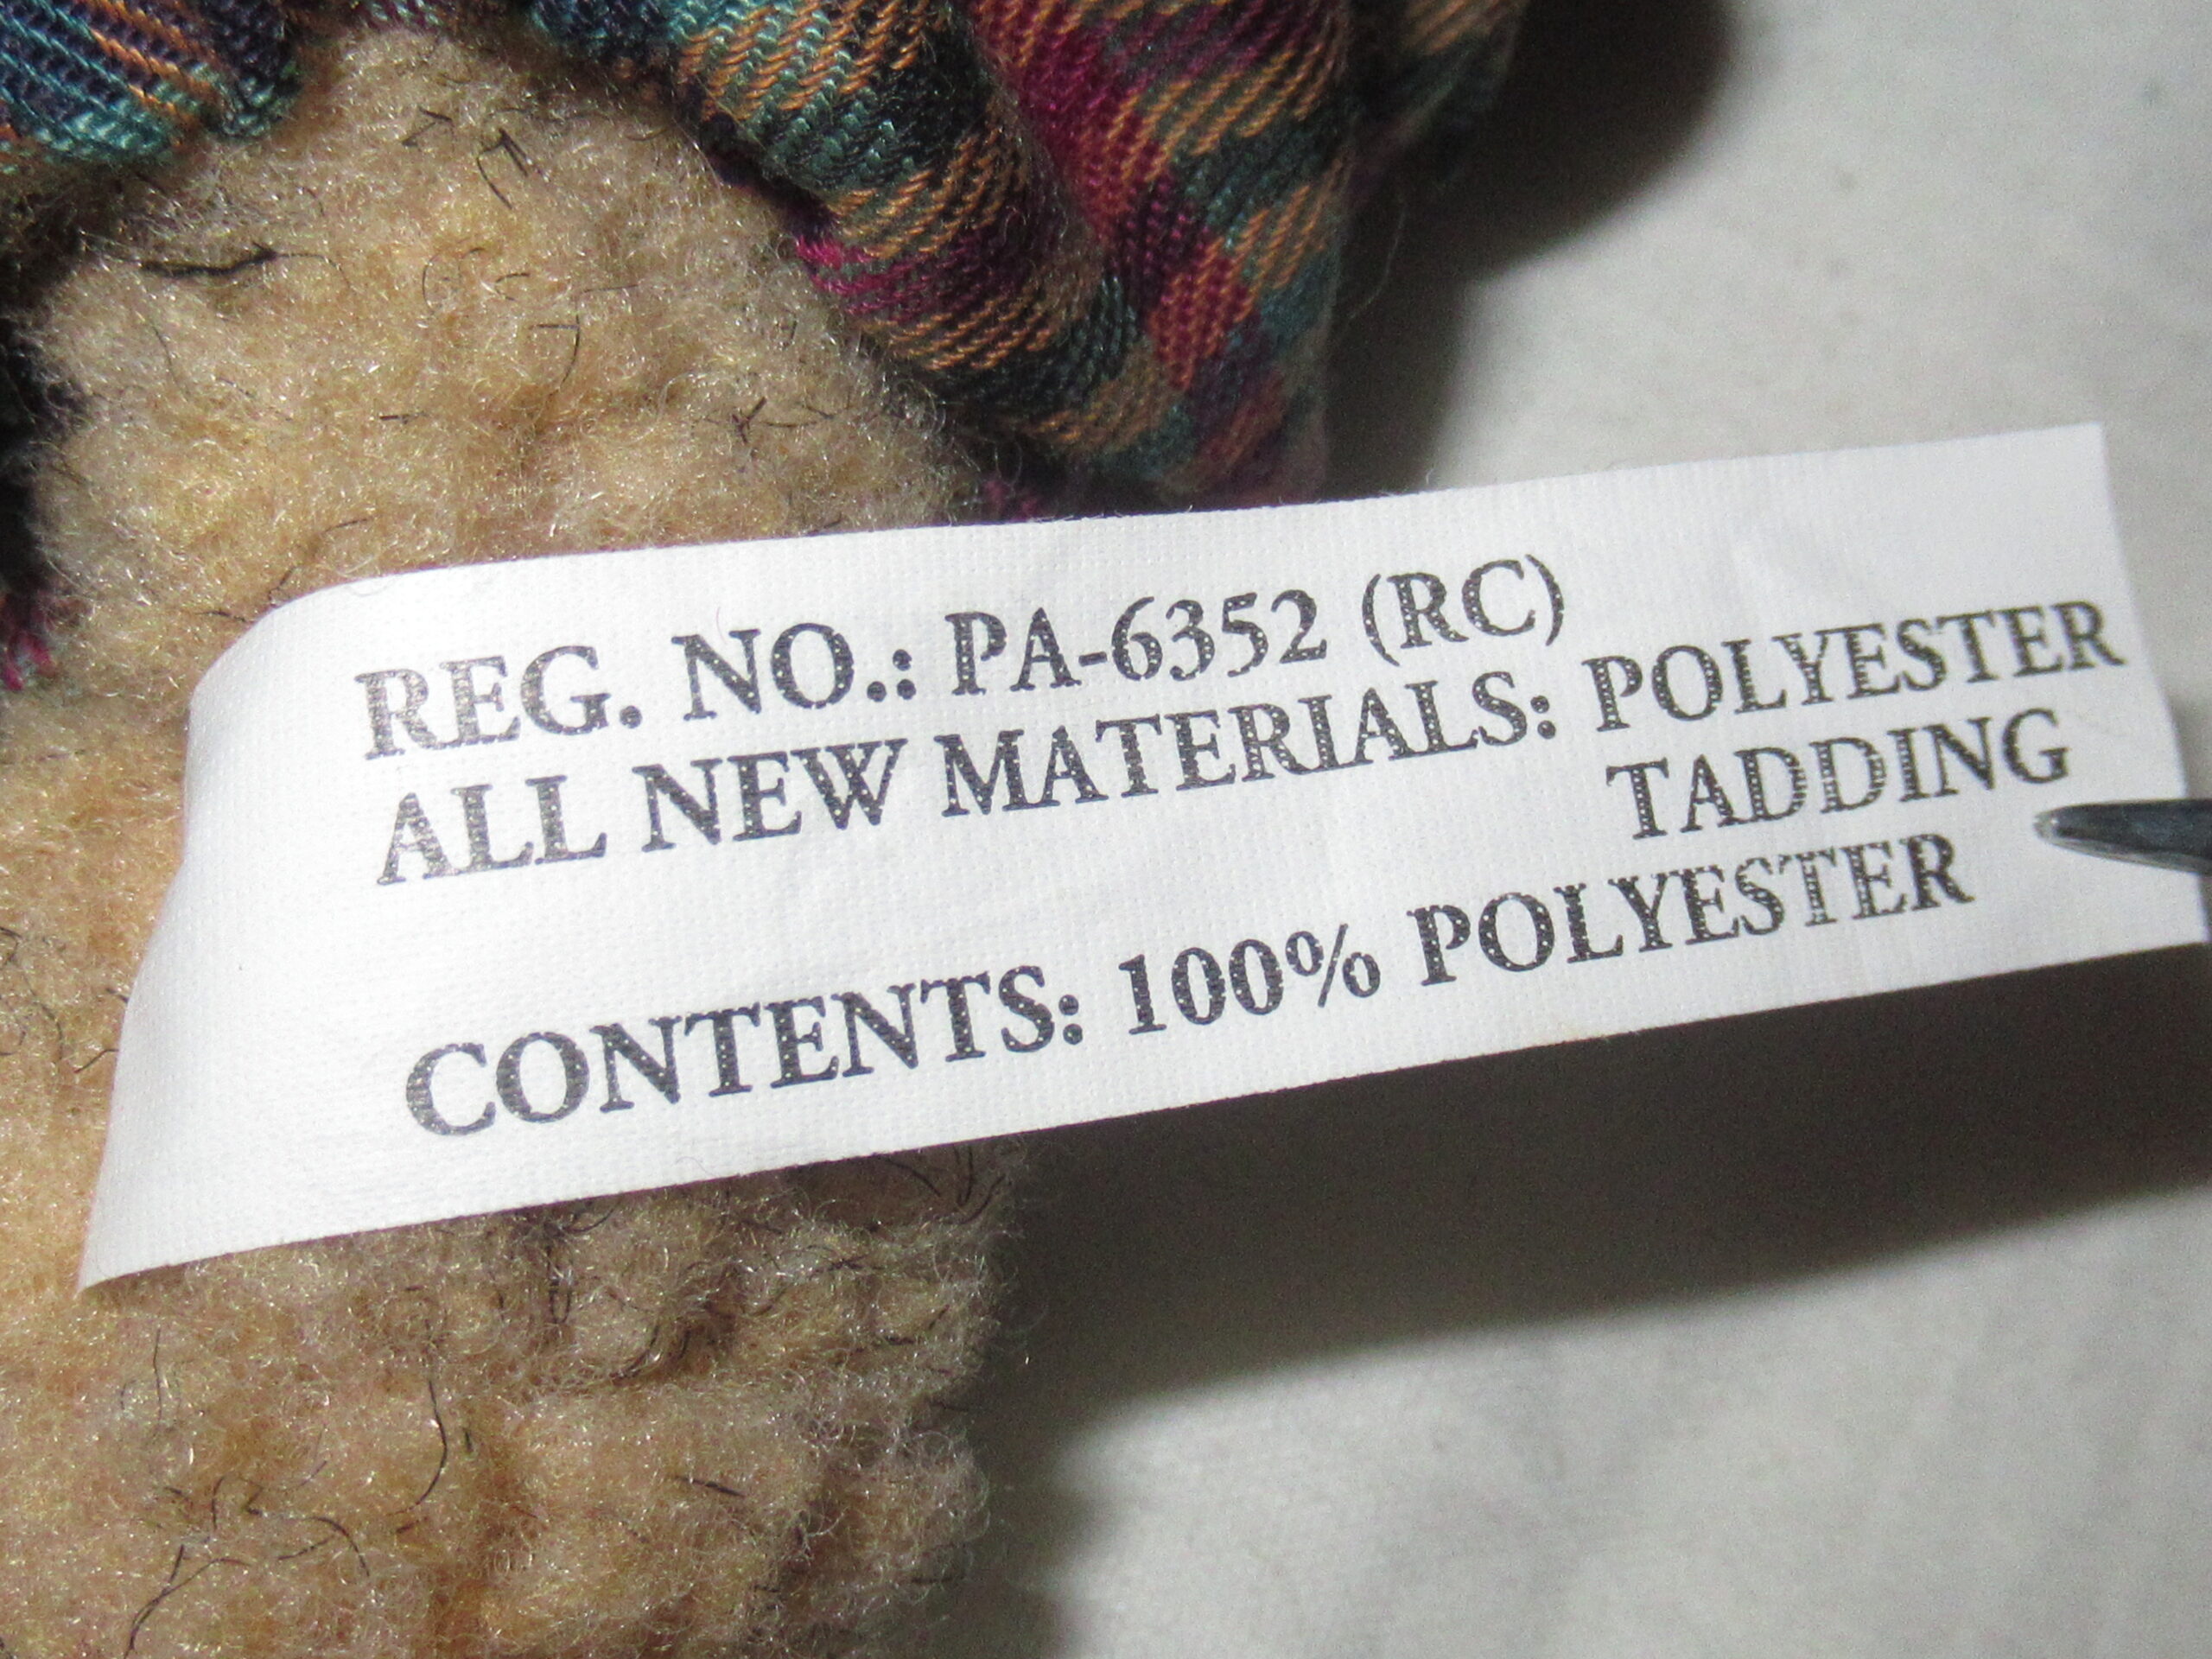 REG. NO.: PA-6352 (RC)
ALL NEW MATERIALS: POLYESTER
TADDING
CONTENTS: 100% POLYESTER